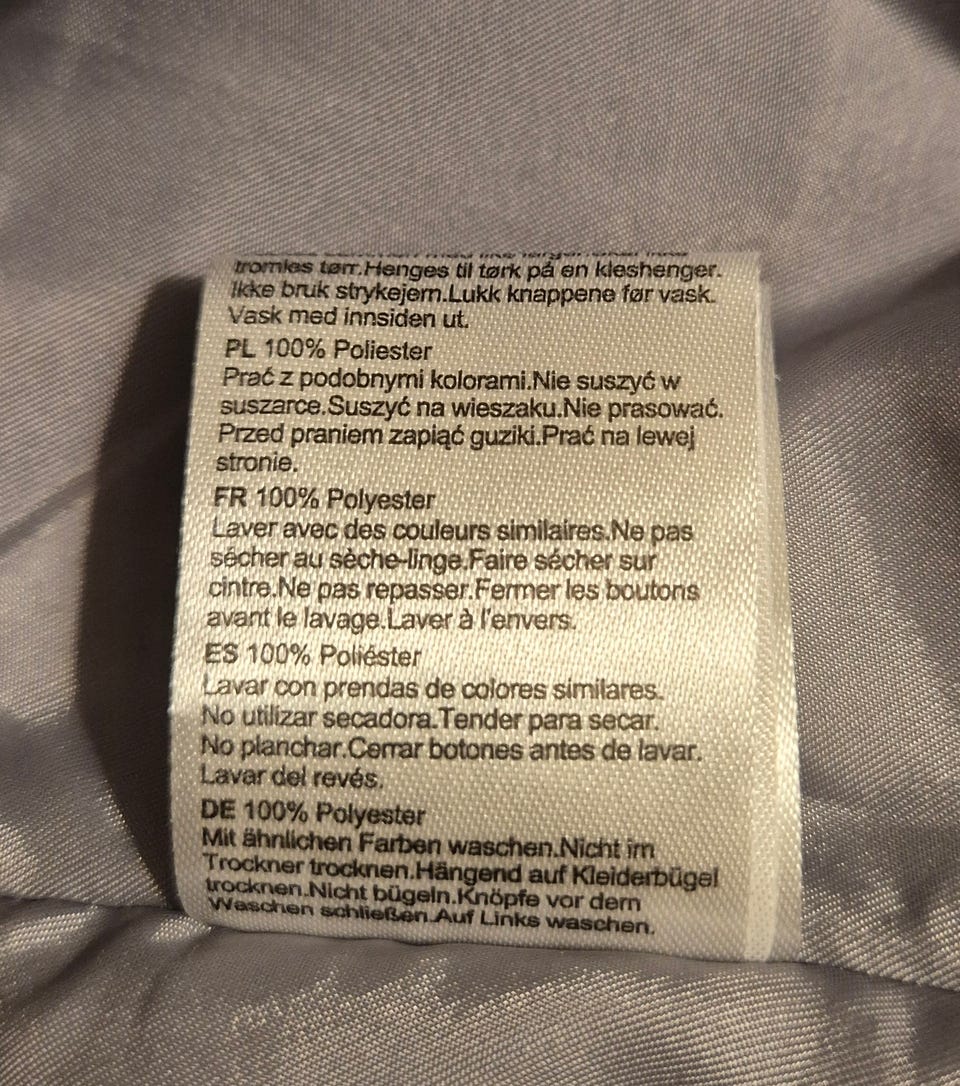 tromles tørr.Henges til tørk på en kleshenger.
Ikke bruk strykejern.Lukk knappene før vask.
Vask med innsiden ut.
PL 100% Poliester
Prać z podobnymi kolorami.Nie suszyć w
suszarce.Suszyć na wieszaku.Nie prasować.
Przed praniem zapiąć guziki.Prać na lewej
stronie.
FR 100% Polyester
Laver avec des couleurs similaires.Ne pas
sécher au sèche-linge.Faire sécher sur
cintre.Ne pas repasser.Fermer les boutons
avant le lavage.Laver à l'envers.
ES 100% Poliéster
Lavar con prendas de colores similares.
No utilizar secadora.Tender para secar.
No planchar.Cerrar botones antes de lavar.
Lavar del revés.
DE 100% Polyester
Mit ähnlichen Farben waschen.Nicht im
Trockner trocknen.Hängend auf Kleiderbügel
trocknen.Nicht bügeln.Knöpfe vor dem
Waschen schließen.Auf Links waschen.